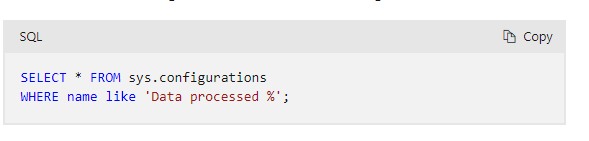 SQL
Copy
SELECT * FROM sys.configurations
WHERE name like 'Data processed %';